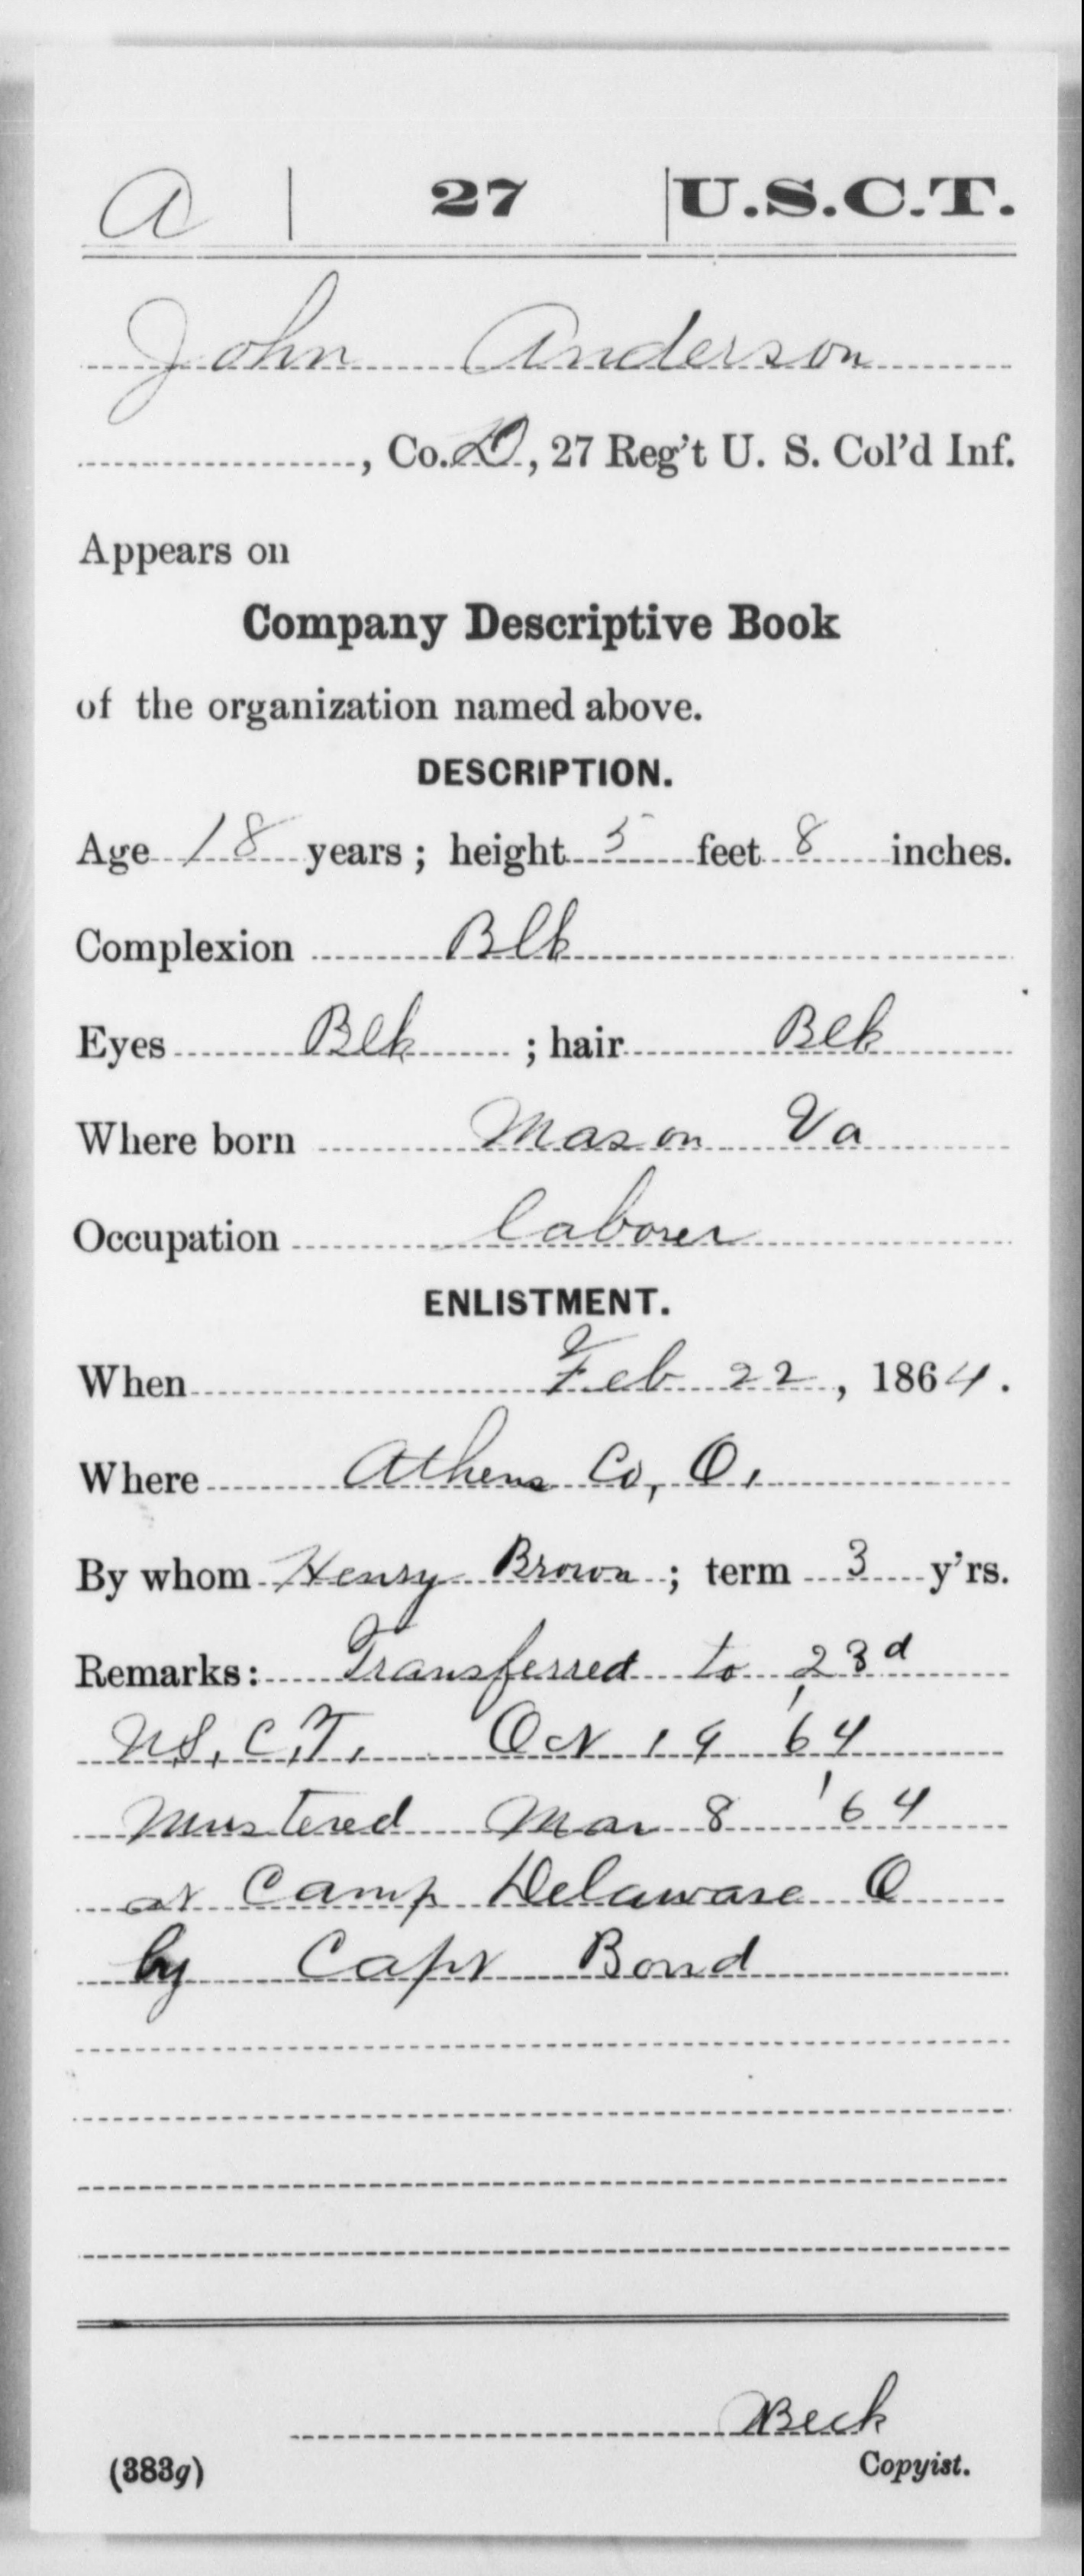 A | 27 | U.S.C.T.
John Anderson
, Co. D, 27 Reg't U. S. Col'd Inf.
Appears on
Company Descriptive Book
of the organization named above.
DESCRIPTION.
Age 18 years; height 5 feet 8 inches.
Complexion Blk
Eyes Blk ; hair Blk
Where born Mason Va
Occupation laborer
ENLISTMENT.
When Feb 22, 1864.
Where Athens Co, O,
By whom Henry Brown; term 3 y'rs.
Remarks: Transferred to 23d
U.S.C.T. Oct 19 '64
Mustered Mar 8 '64
at Camp Delaware O
by Capt Bond
Beck
(383g) Copyist.